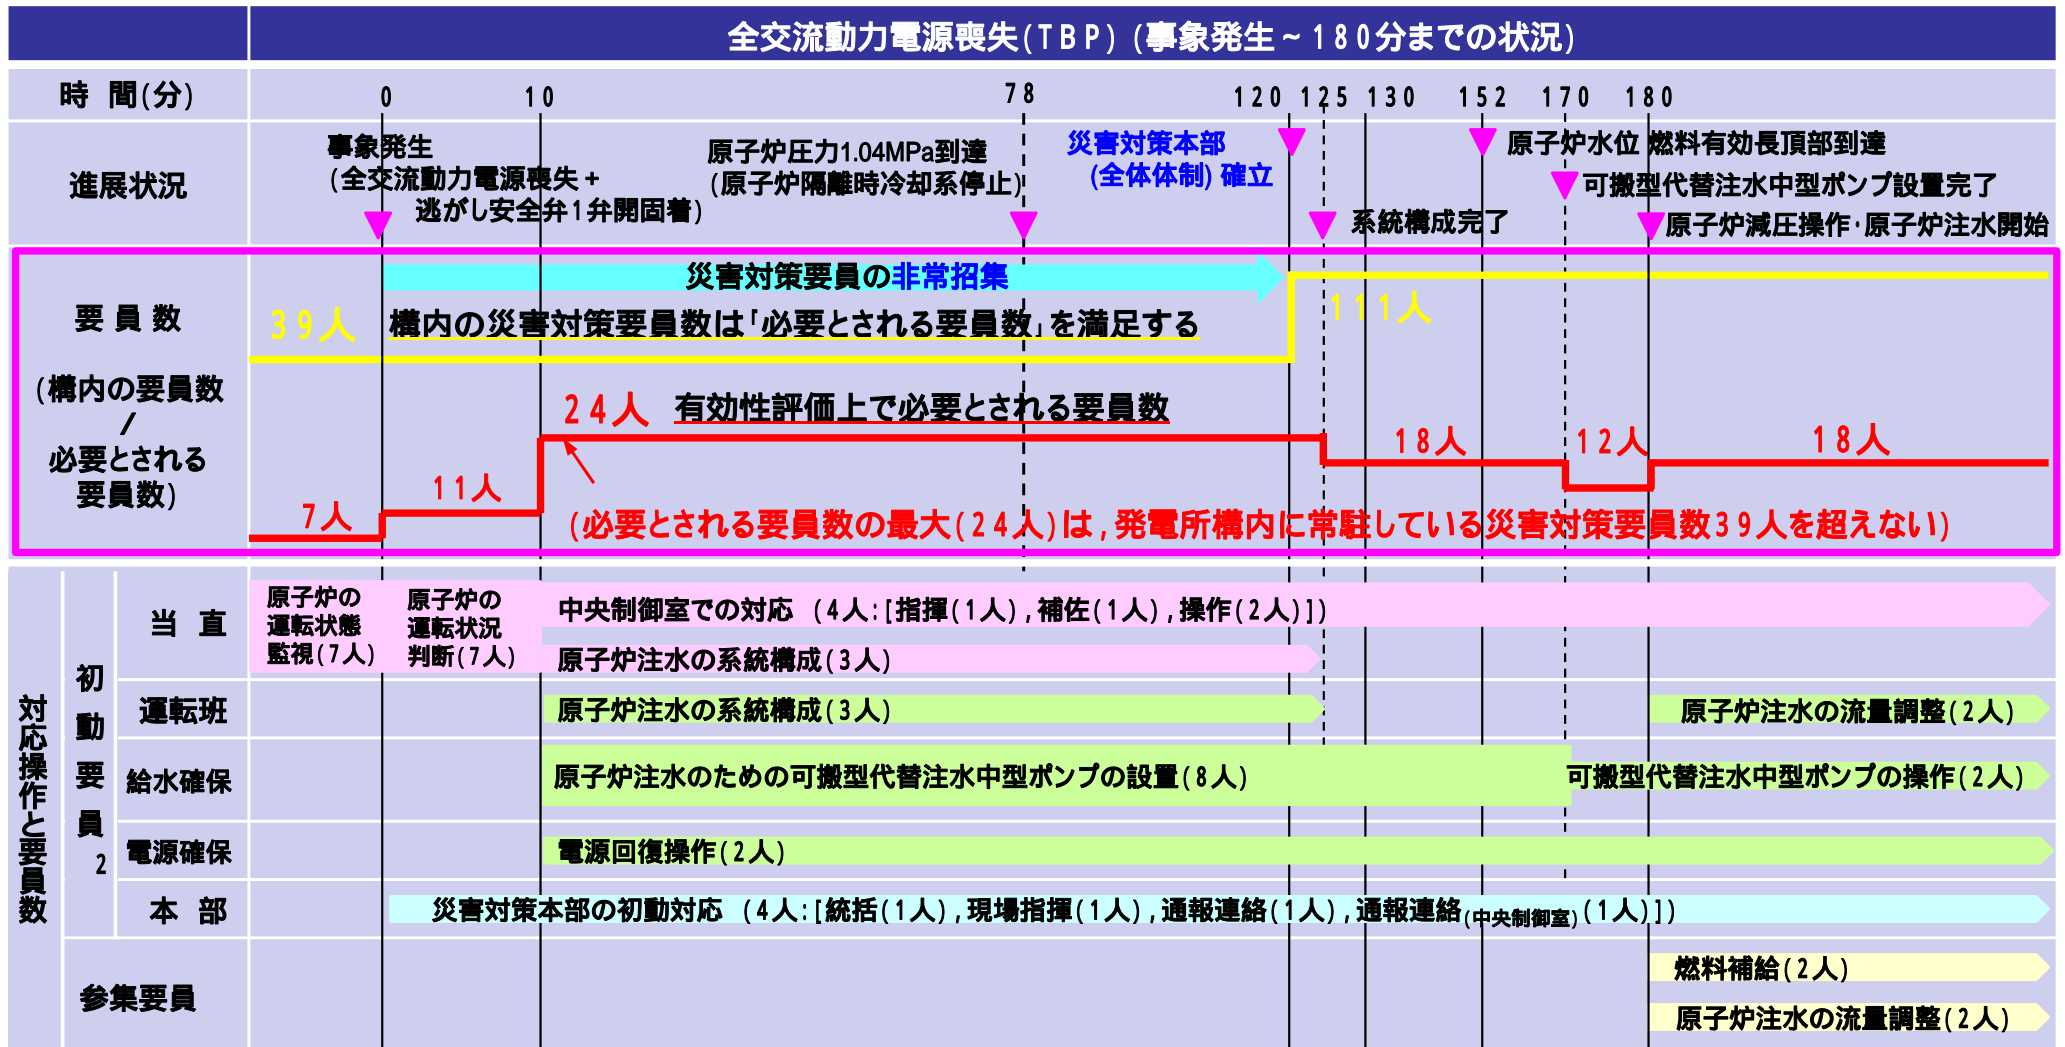 全交流動力電源喪失(TBP) (事象発生～180分までの状況)
時 間(分)
0
10
78
120
125
130
152
170
180
進展状況
事象発生
(全交流動力電源喪失+
逃がし安全弁1弁開固着)
原子炉圧力1.04MPa到達
(原子炉隔離時冷却系停止)
災害対策本部
(全体体制)確立
系統構成完了
原子炉水位 燃料有効長頂部到達
可搬型代替注水中型ポンプ設置完了
原子炉減圧操作・原子炉注水開始
要 員 数
(構内の要員数
/
必要とされる
要員数)
災害対策要員の非常招集
39人
構内の災害対策要員数は「必要とされる要員数」を満足する
111人
24人
有効性評価上で必要とされる要員数
7人
11人
18人
12人
18人
(必要とされる要員数の最大(24人)は,発電所構内に常駐している災害対策要員数39人を超えない)
対応操作と要員数
初動要員2
当 直
原子炉の
運転状態
監視(7人)
原子炉の
運転状況
判断(7人)
中央制御室での対応 (4人:[指揮(1人),補佐(1人),操作(2人)])
原子炉注水の系統構成(3人)
運転班
原子炉注水の系統構成(3人)
原子炉注水の流量調整(2人)
給水確保
原子炉注水のための可搬型代替注水中型ポンプの設置(8人)
可搬型代替注水中型ポンプの操作(2人)
電源確保
電源回復操作(2人)
本 部
災害対策本部の初動対応 (4人:[統括(1人),現場指揮(1人),通報連絡(1人),通報連絡(中央制御室)(1人)])
参集要員
燃料補給(2人)
原子炉注水の流量調整(2人)